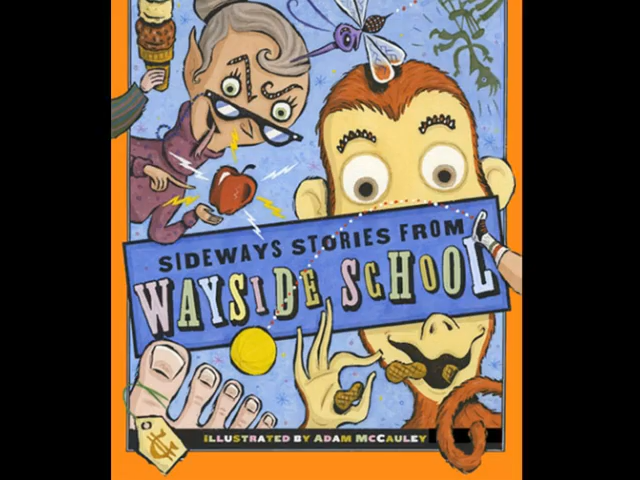 SIDEWAYS STORIES FROM
WAYSIDE SCHOOL
ILLUSTRATED BY ADAM MCCAULEY